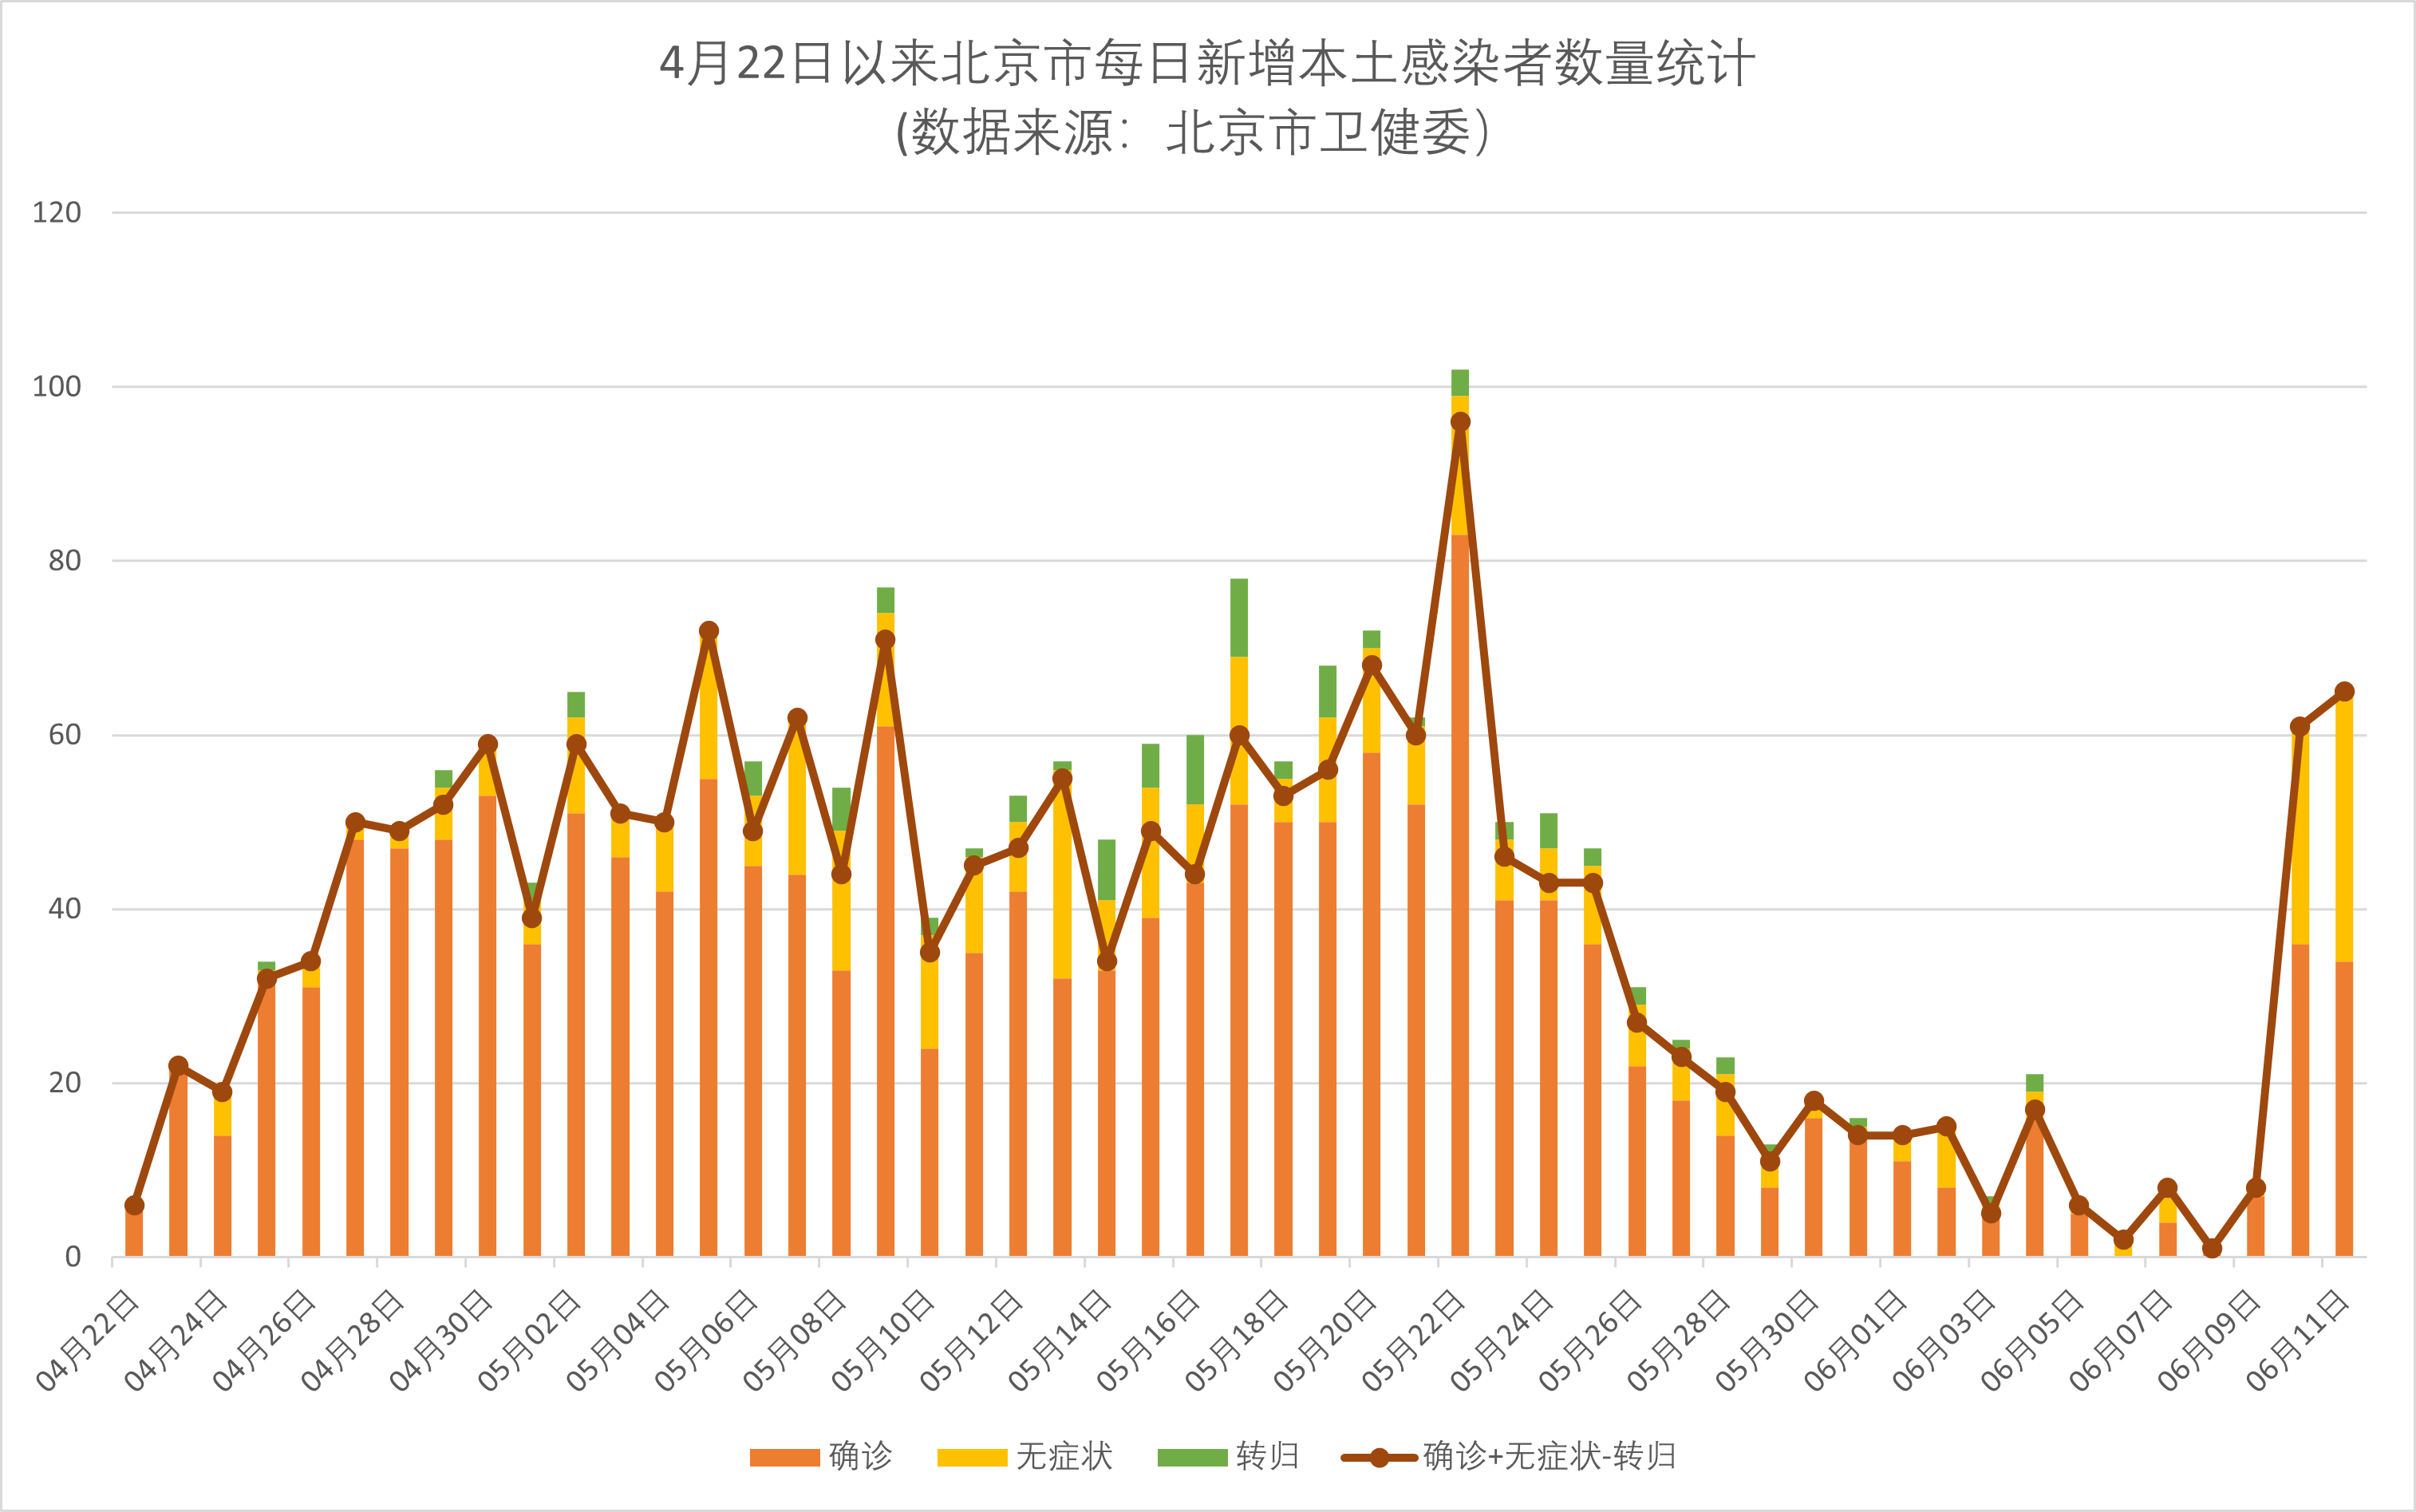 4月22日以来北京市每日新增本土感染者数量统计
(数据来源：北京市卫健委)
120
100
80
60
40
20
0
04月22日
04月24日
04月26日
04月28日
04月30日
05月02日
05月04日
05月06日
05月08日
05月10日
05月12日
05月14日
05月16日
05月18日
05月20日
05月22日
05月24日
05月26日
05月28日
05月30日
06月01日
06月03日
06月05日
06月07日
06月09日
06月11日
确诊 无症状 转归 确诊+无症状-转归